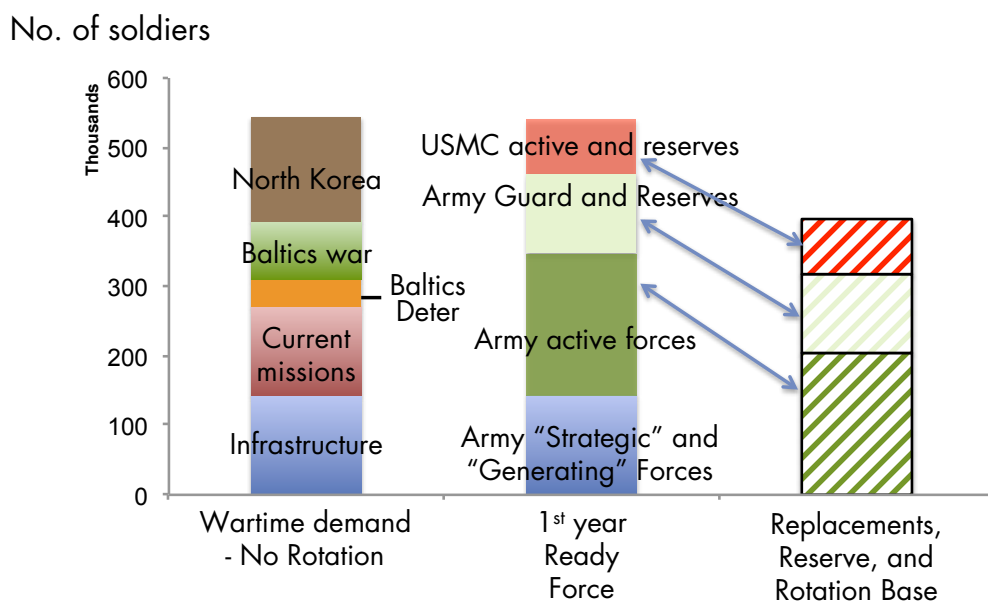 No. of soldiers
Thousands
600
500
400
300
200
100
0
North Korea
Baltics war
Baltics
Deter
Current
missions
Infrastructure
USMC active and reserves
Army Guard and Reserves
Army active forces
Army “Strategic” and
“Generating” Forces
Wartime demand
- No Rotation
1st year
Ready
Force
Replacements,
Reserve, and
Rotation Base